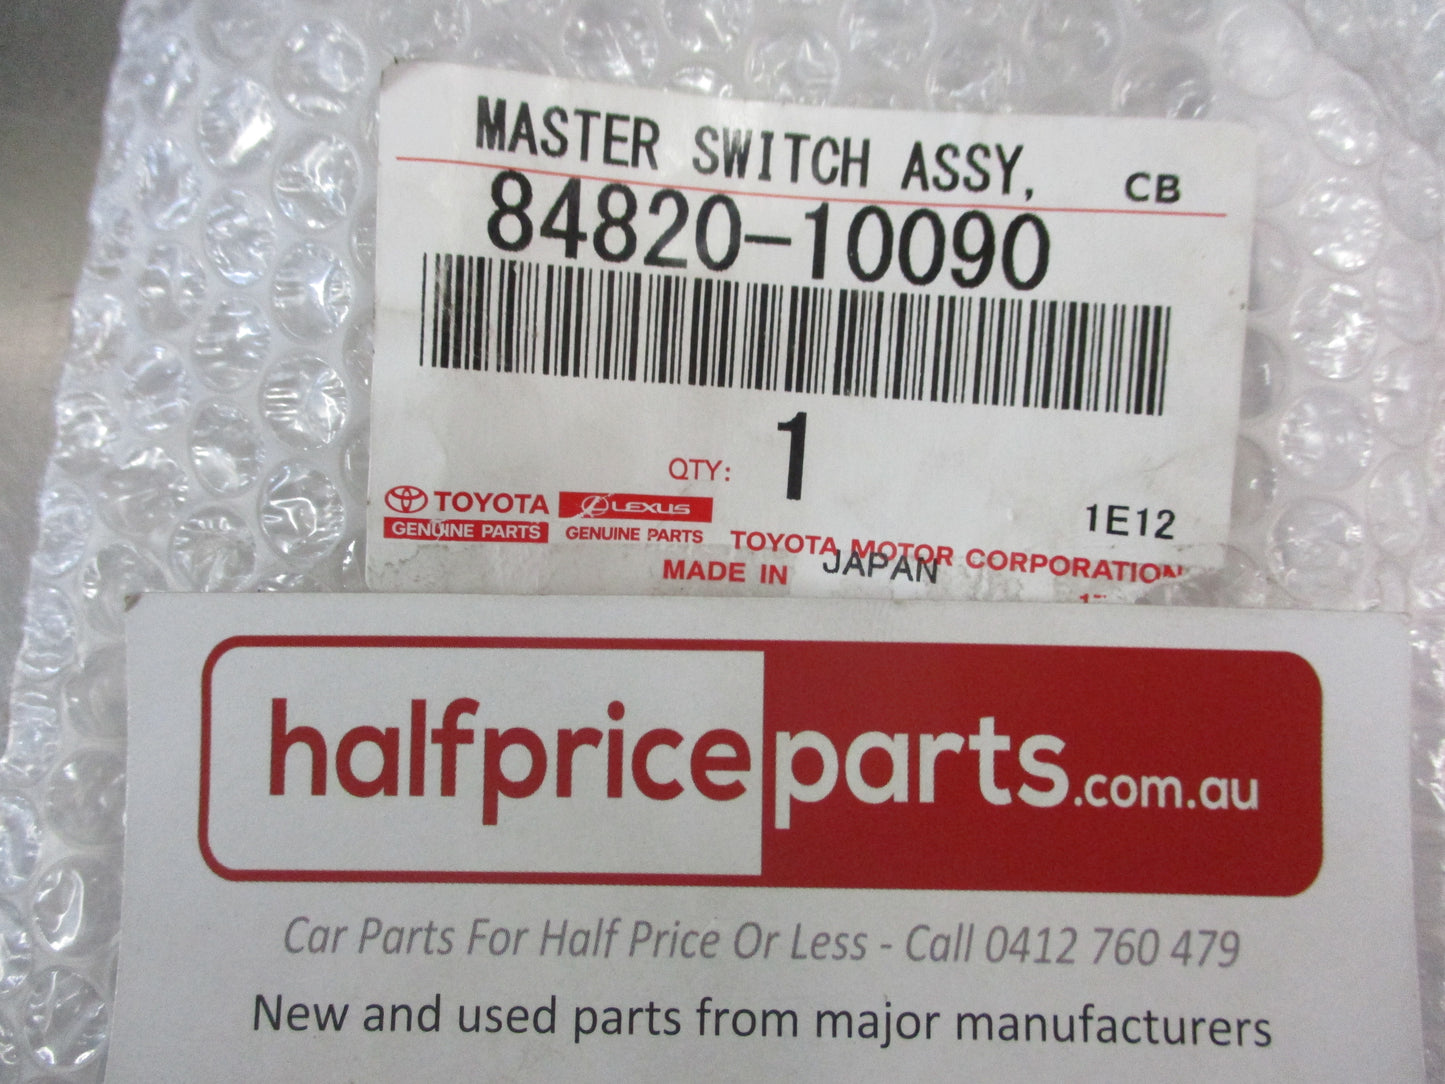 MASTER SWITCH ASSY, CB
84820-10090
QTY: 1
TOYOTA LEXUS 1E12
GENUINE PARTS GENUINE PARTS TOYOTA MOTOR CORPORATION
MADE IN JAPAN
halfpriceparts.com.au
Car Parts For Half Price Or Less - Call 0412 760 479
New and used parts from major manufacturers